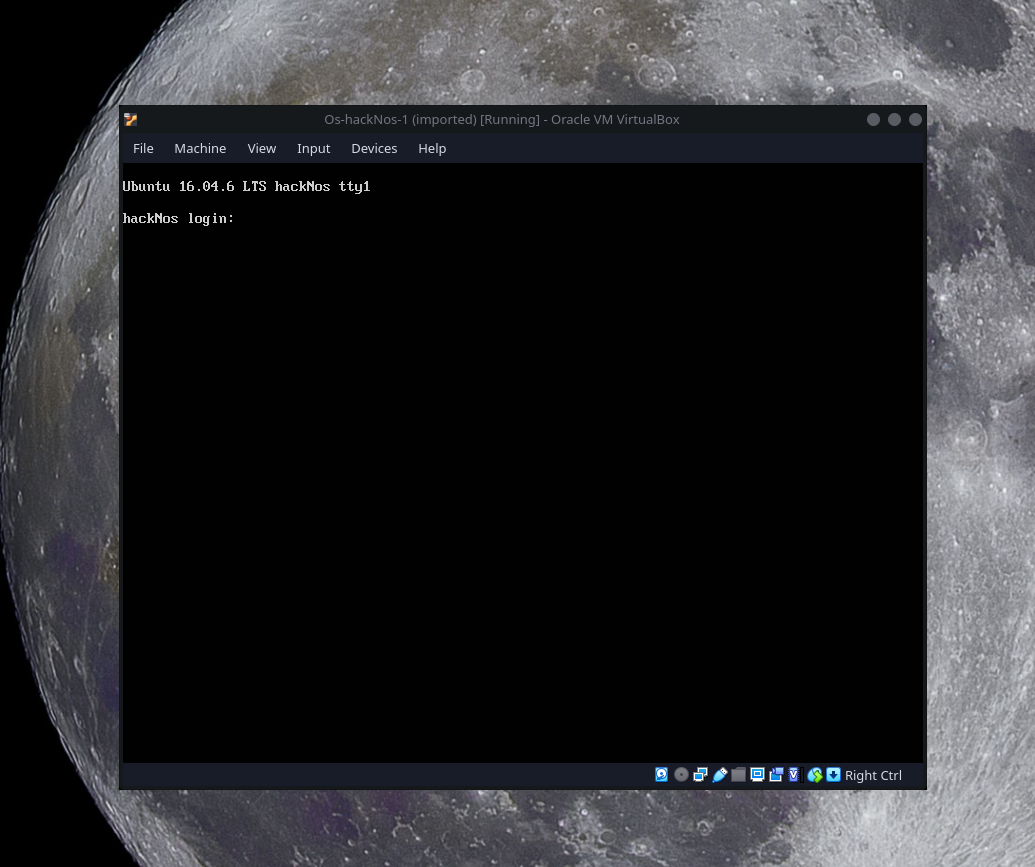 Os-hackNos-1 (imported) [Running] - Oracle VM VirtualBox
File Machine View Input Devices Help
Ubuntu 16.04.6 LTS hackNos tty1
hackNos login:
Right Ctrl